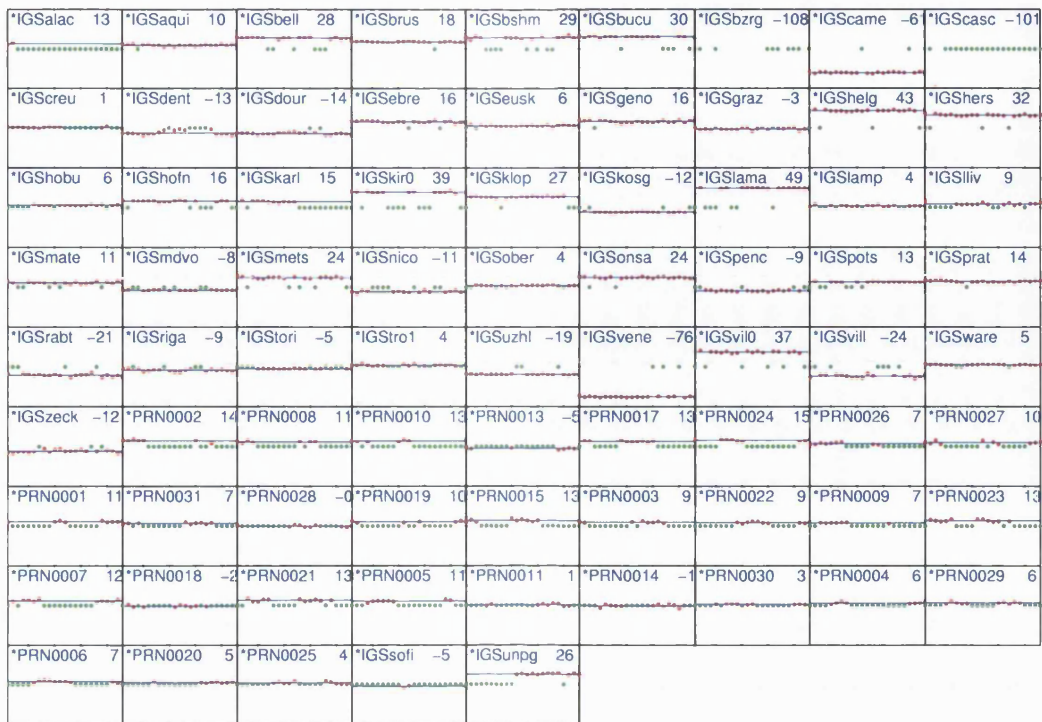 *IGSalac 13 *IGSaqui 10 *IGSbell 28 *IGSbrus 18 *IGSbshm 29 *IGSbucu 30 *IGSbzrg -108 *IGScame -61 *IGScasc -101
*IGScreu 1 *IGSdent -13 *IGSdour -14 *IGSebre 16 *IGSeusk 6 *IGSgeno 16 *IGSgraz -3 *IGShelg 43 *IGShers 32
*IGShobu 6 *IGShofn 16 *IGSkarl 15 *IGSkir0 39 *IGSklop 27 *IGSkosg -12 *IGSlama 49 *IGSlamp 4 *IGSlliv 9
*IGSmate 11 *IGSmdvo -8 *IGSmets 24 *IGSnico -11 *IGSober 4 *IGSonsa 24 *IGSpenc -9 *IGSpots 13 *IGSprat 14
*IGSrabt -21 *IGSriga -9 *IGStori -5 *IGStro1 4 *IGSuzhl -19 *IGSvene -76 *IGSvil0 37 *IGSvill -24 *IGSware 5
*IGSzeck -12 *PRN0002 14 *PRN0008 11 *PRN0010 13 *PRN0013 -5 *PRN0017 13 *PRN0024 15 *PRN0026 7 *PRN0027 10
*PRN0001 11 *PRN0031 7 *PRN0028 -0 *PRN0019 10 *PRN0015 13 *PRN0003 9 *PRN0022 9 *PRN0009 7 *PRN0023 13
*PRN0007 12 *PRN0018 -2 *PRN0021 13 *PRN0005 11 *PRN0011 1 *PRN0014 -1 *PRN0030 3 *PRN0004 6 *PRN0029 6
*PRN0006 7 *PRN0020 5 *PRN0025 4 *IGSsofi -5 *IGSunpg 26